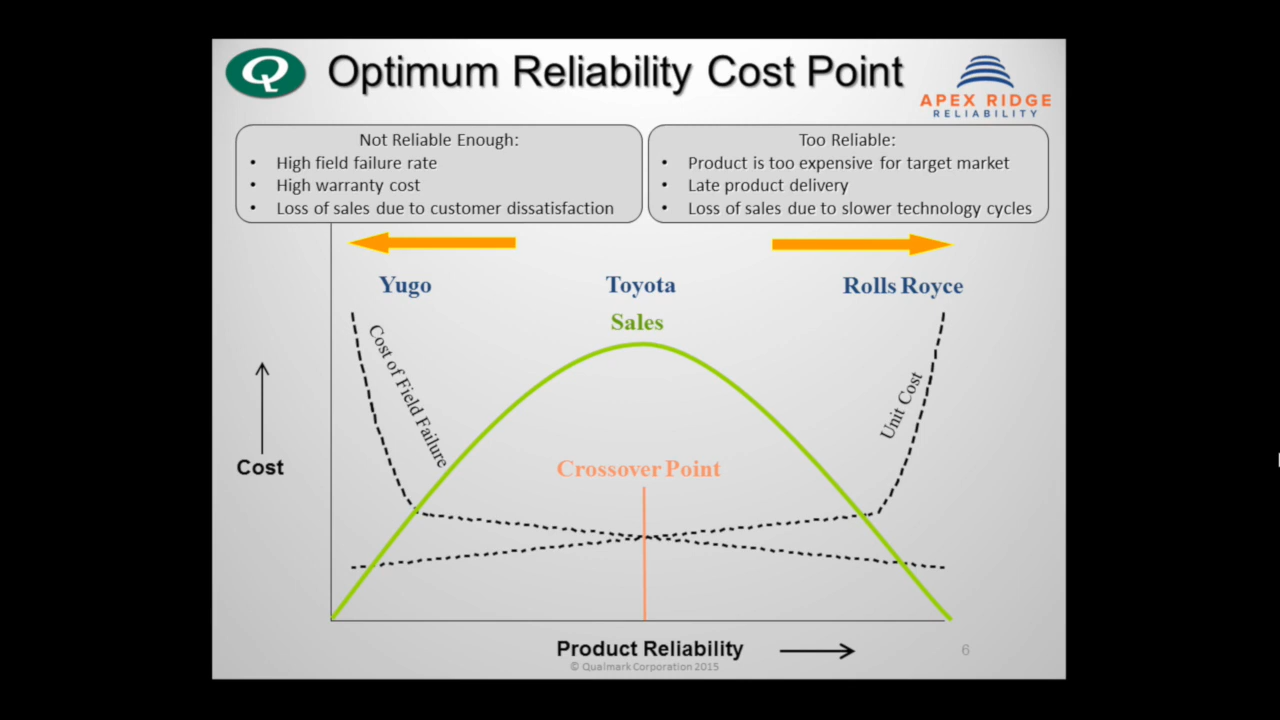 Q
Optimum Reliability Cost Point
APEX RIDGE
RELIABILITY
Not Reliable Enough:
• High field failure rate
• High warranty cost
• Loss of sales due to customer dissatisfaction
Too Reliable:
• Product is too expensive for target market
• Late product delivery
• Loss of sales due to slower technology cycles
Yugo
Toyota
Rolls Royce
Sales
Cost of Field Failure
Unit Cost
Cost
Crossover Point
Product Reliability
© Qualmark Corporation 2015
6